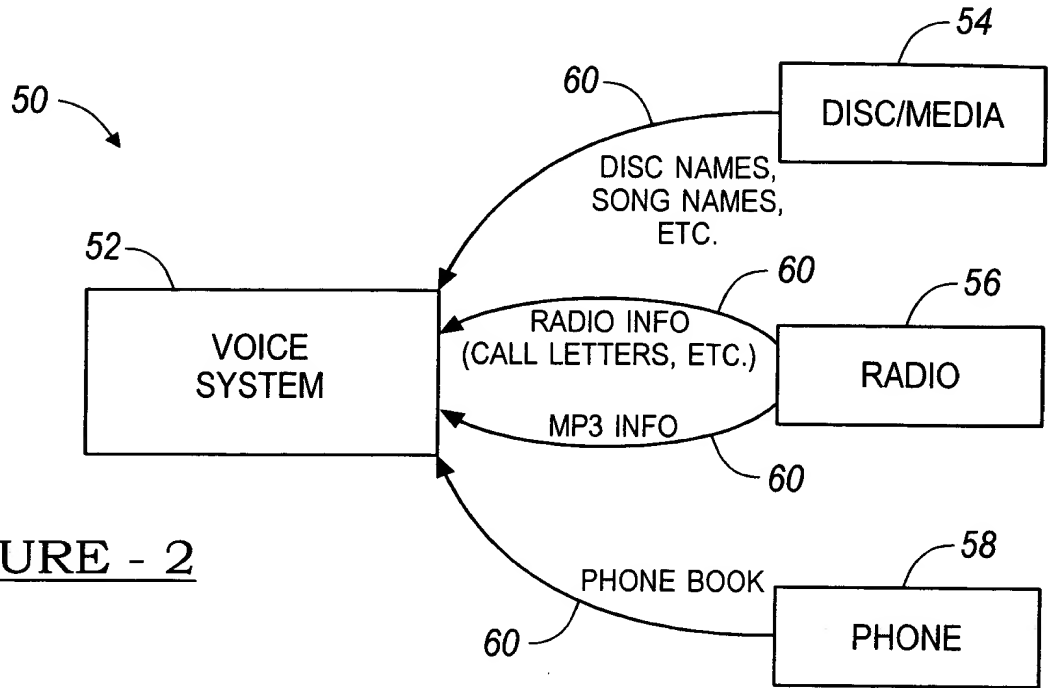 54
50
60
DISC/MEDIA
DISC NAMES,
SONG NAMES,
ETC.
52
60
56
VOICE
SYSTEM
RADIO INFO
(CALL LETTERS, ETC.)
RADIO
MP3 INFO
60
58
URE - 2
PHONE BOOK
60
PHONE